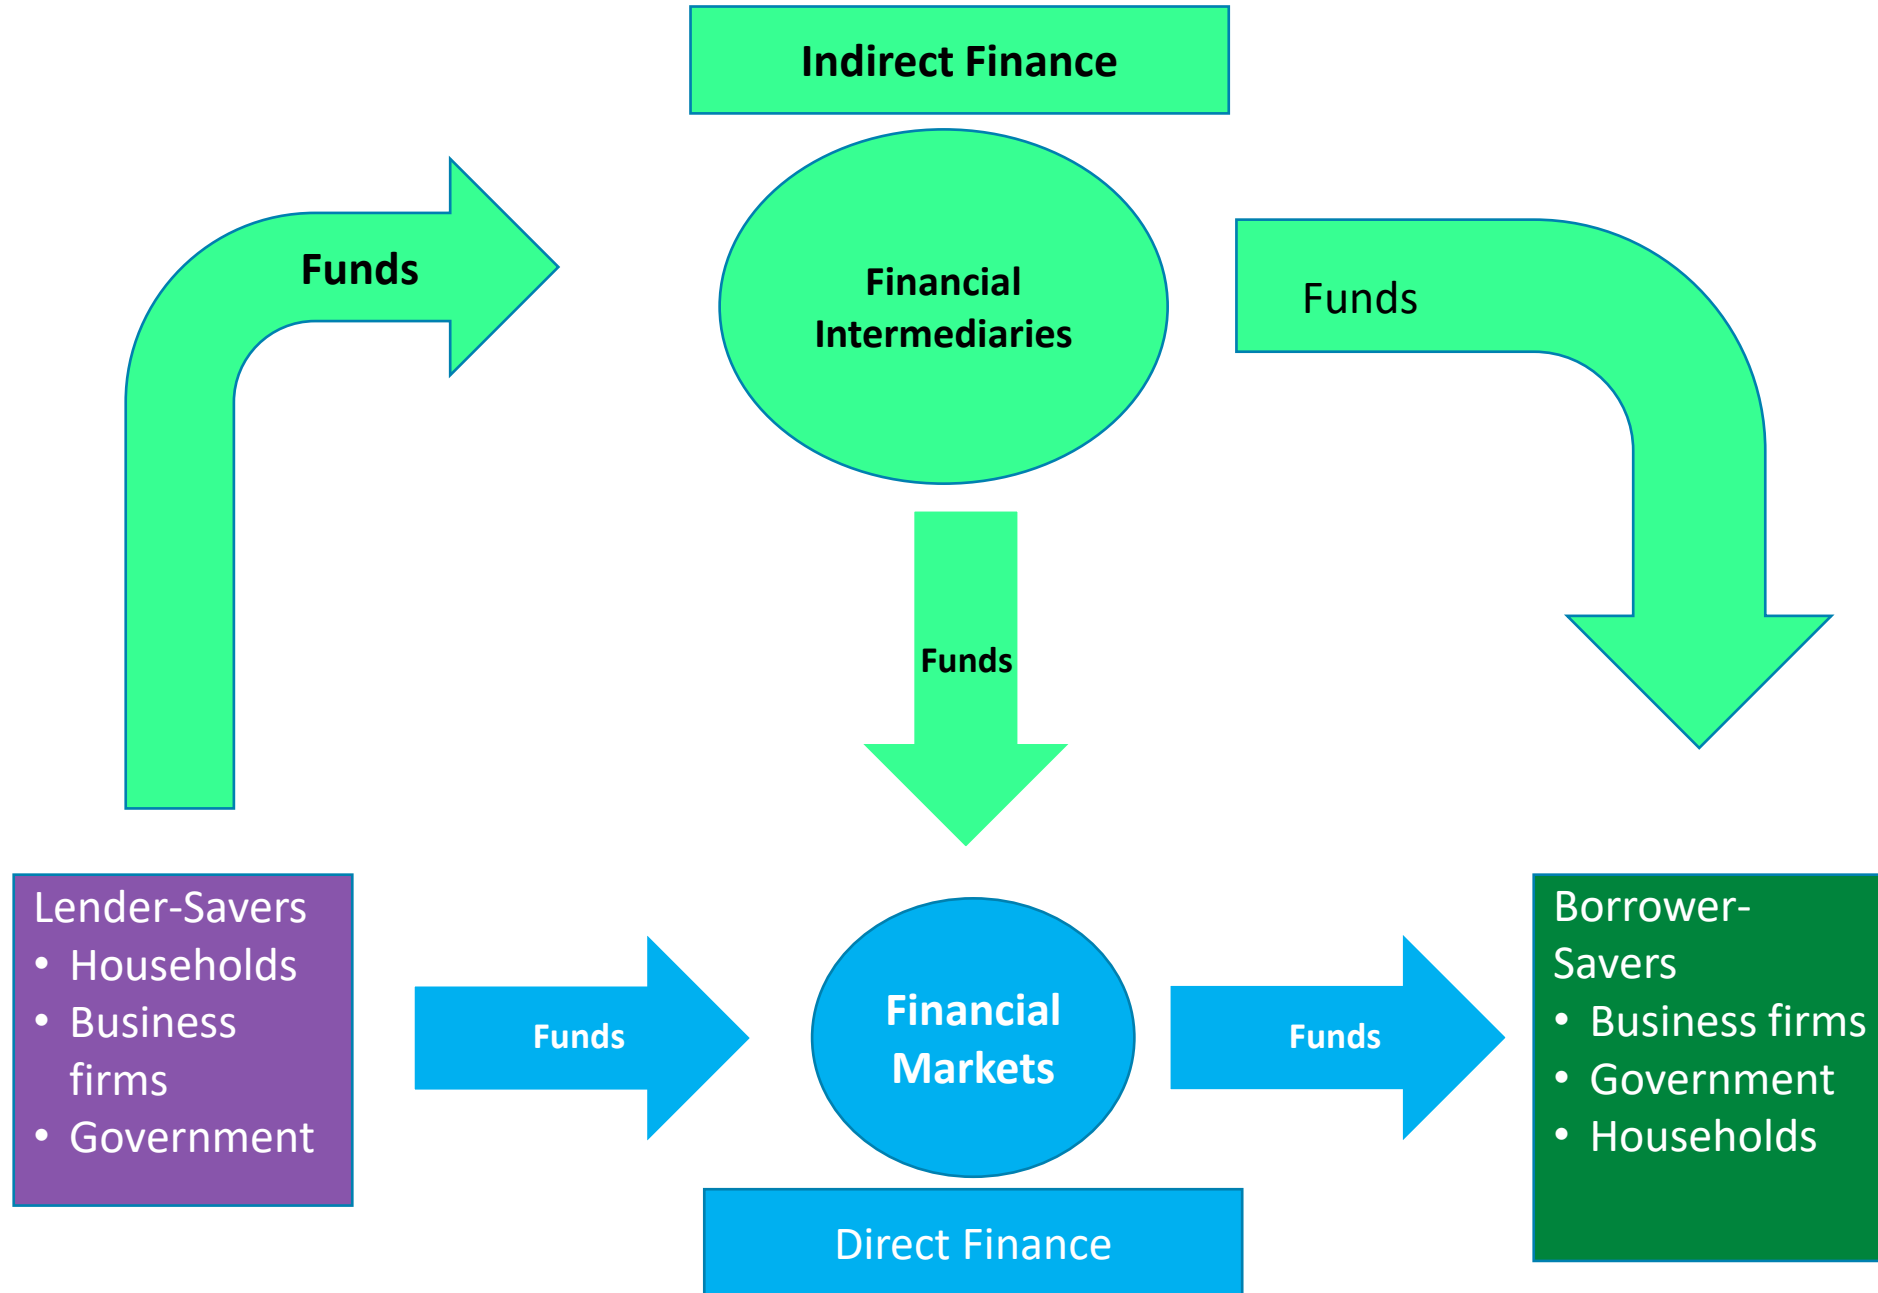 Indirect Finance
Funds
Financial
Intermediaries
Funds
Funds
Lender-Savers
• Households
• Business
firms
• Government
Funds
Financial
Markets
Funds
Borrower-
Savers
• Business firms
• Government
• Households
Direct Finance